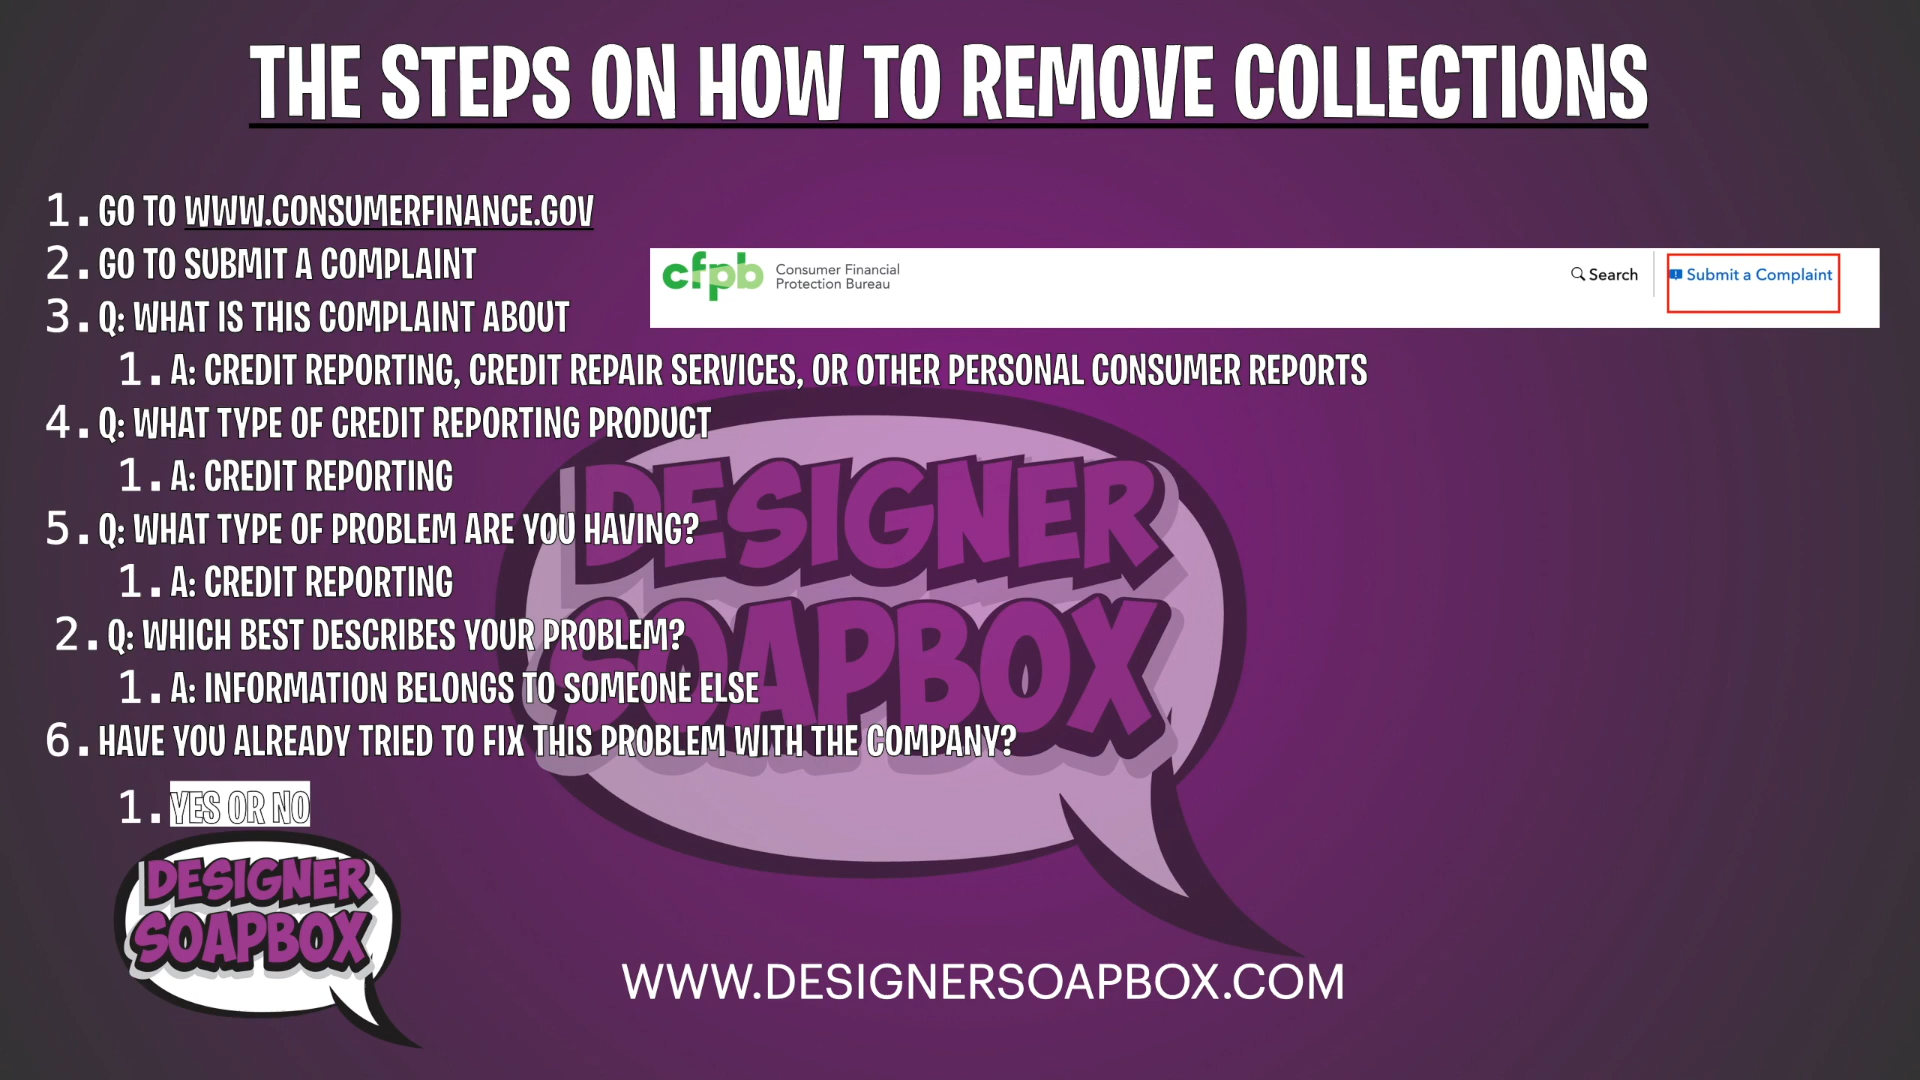 THE STEPS ON HOW TO REMOVE COLLECTIONS
1. GO TO WWW.CONSUMERFINANCE.GOV
2. GO TO SUBMIT A COMPLAINT
cfpb Consumer Financial
Protection Bureau
Search
Submit a Complaint
3. Q: WHAT IS THIS COMPLAINT ABOUT
1. A: CREDIT REPORTING, CREDIT REPAIR SERVICES, OR OTHER PERSONAL CONSUMER REPORTS
4. Q: WHAT TYPE OF CREDIT REPORTING PRODUCT
1. A: CREDIT REPORTING
5. Q: WHAT TYPE OF PROBLEM ARE YOU HAVING?
1. A: CREDIT REPORTING
2. Q: WHICH BEST DESCRIBES YOUR PROBLEM?
1. A: INFORMATION BELONGS TO SOMEONE ELSE
6. HAVE YOU ALREADY TRIED TO FIX THIS PROBLEM WITH THE COMPANY?
1. YES OR NO
DESIGNER
SOAPBOX
DESIGNER
SOAPBOX
WWW.DESIGNERSOAPBOX.COM